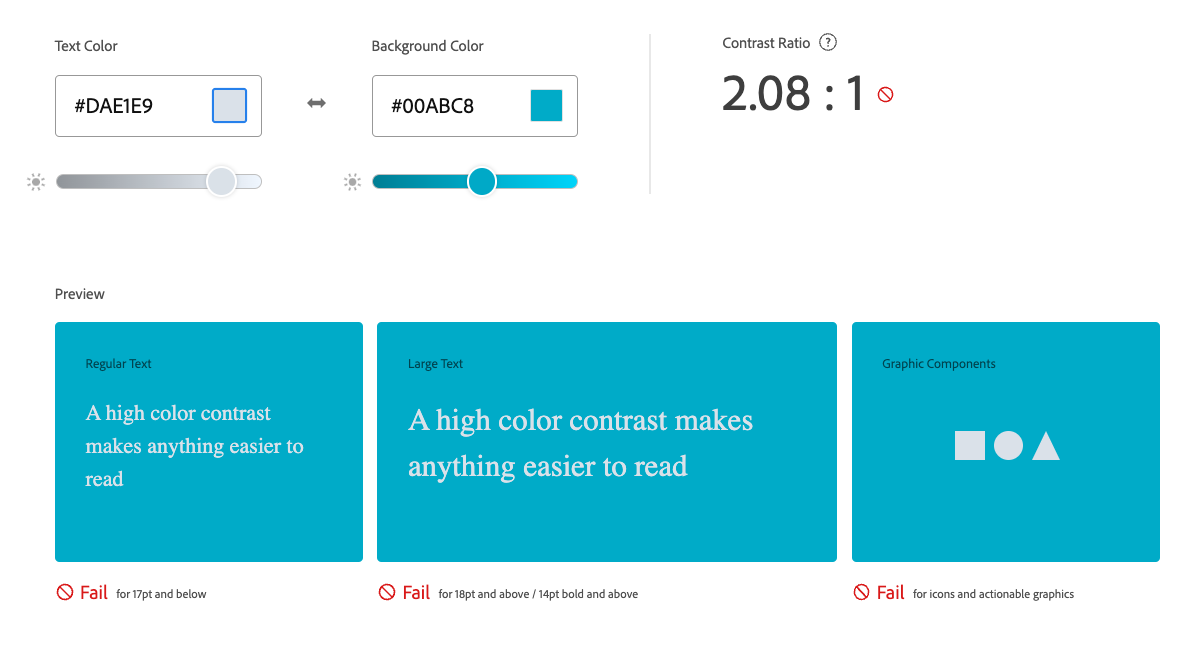 Text Color
Background Color
Contrast Ratio ?
#DAE1E9
#00ABC8
2.08 : 1
Preview
Regular Text
A high color contrast
makes anything easier to
read
Large Text
A high color contrast makes
anything easier to read
Graphic Components
Fail for 17pt and below
Fail for 18pt and above / 14pt bold and above
Fail for icons and actionable graphics